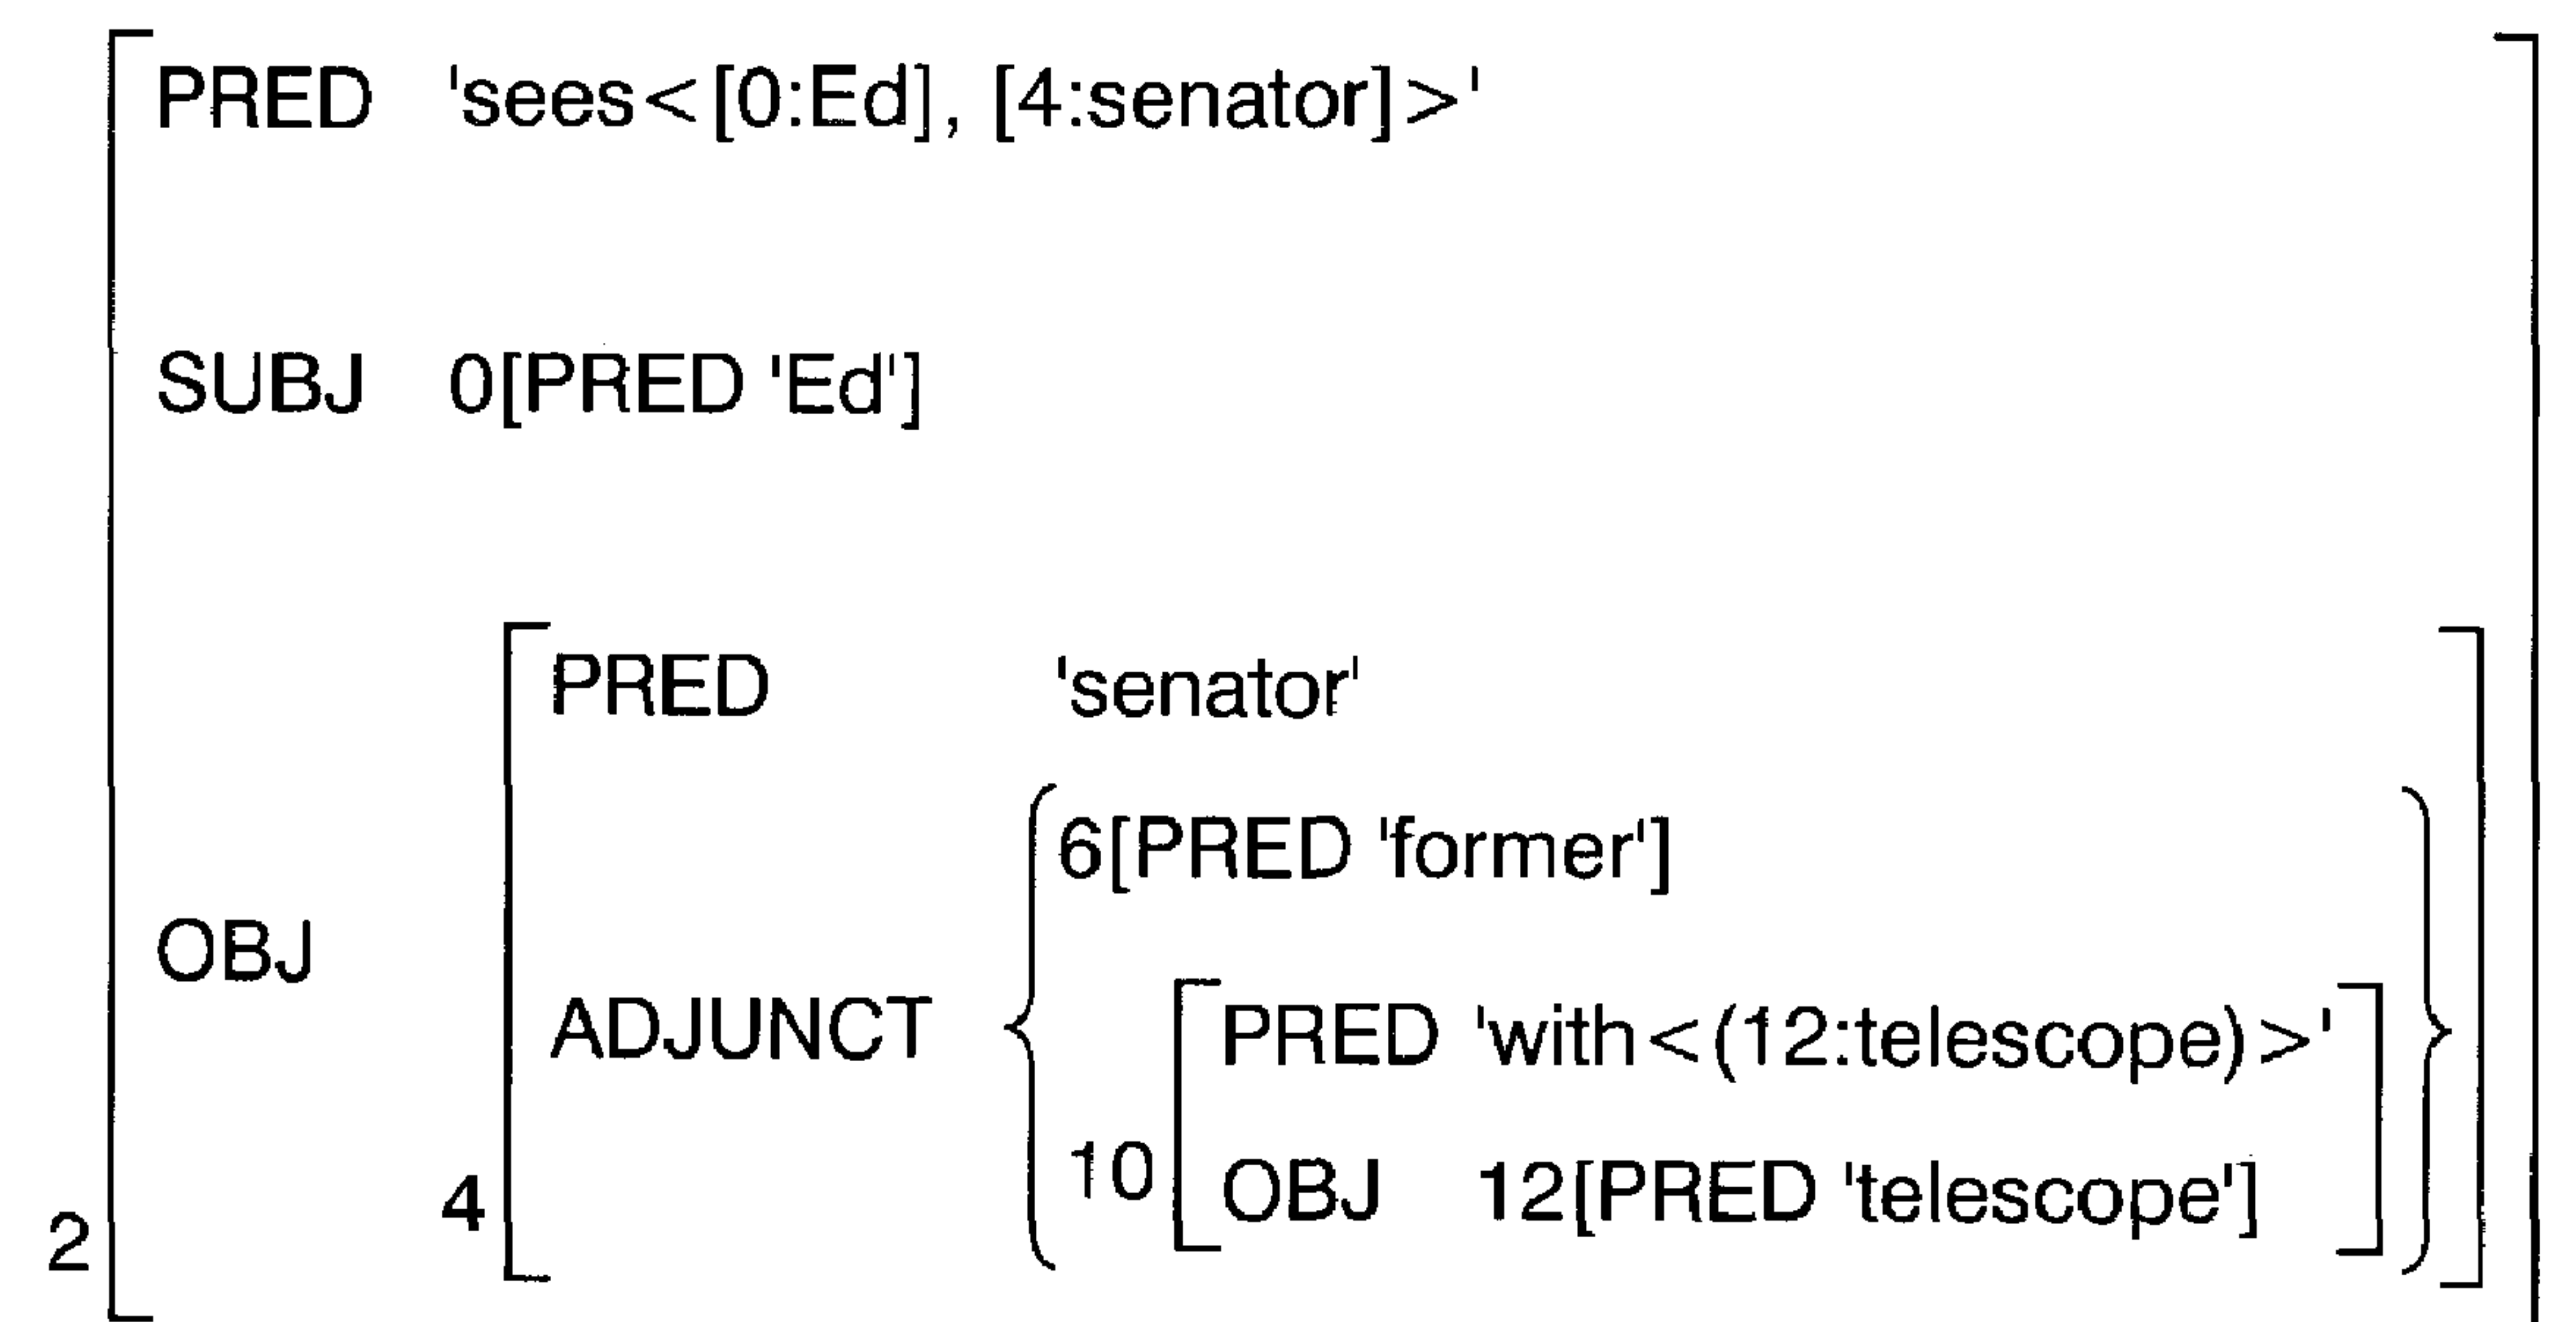 PRED 'sees<[0:Ed], [4:senator]>'
SUBJ 0[PRED 'Ed']
PRED 'senator'
6[PRED 'former']
OBJ
ADJUNCT
PRED 'with<(12:telescope)>'
10
OBJ 12[PRED 'telescope']
4
2